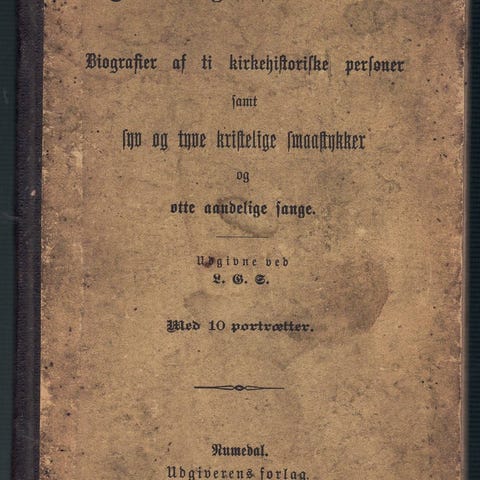 Biografier af ti kirkehistoriske personer
samt
syv og tyve kristelige smaastykker
og
otte aandelige sange.
Udgivne ved
L. G. S.
Med 10 portrætter.
Numedal.
Udgiverens forlag.